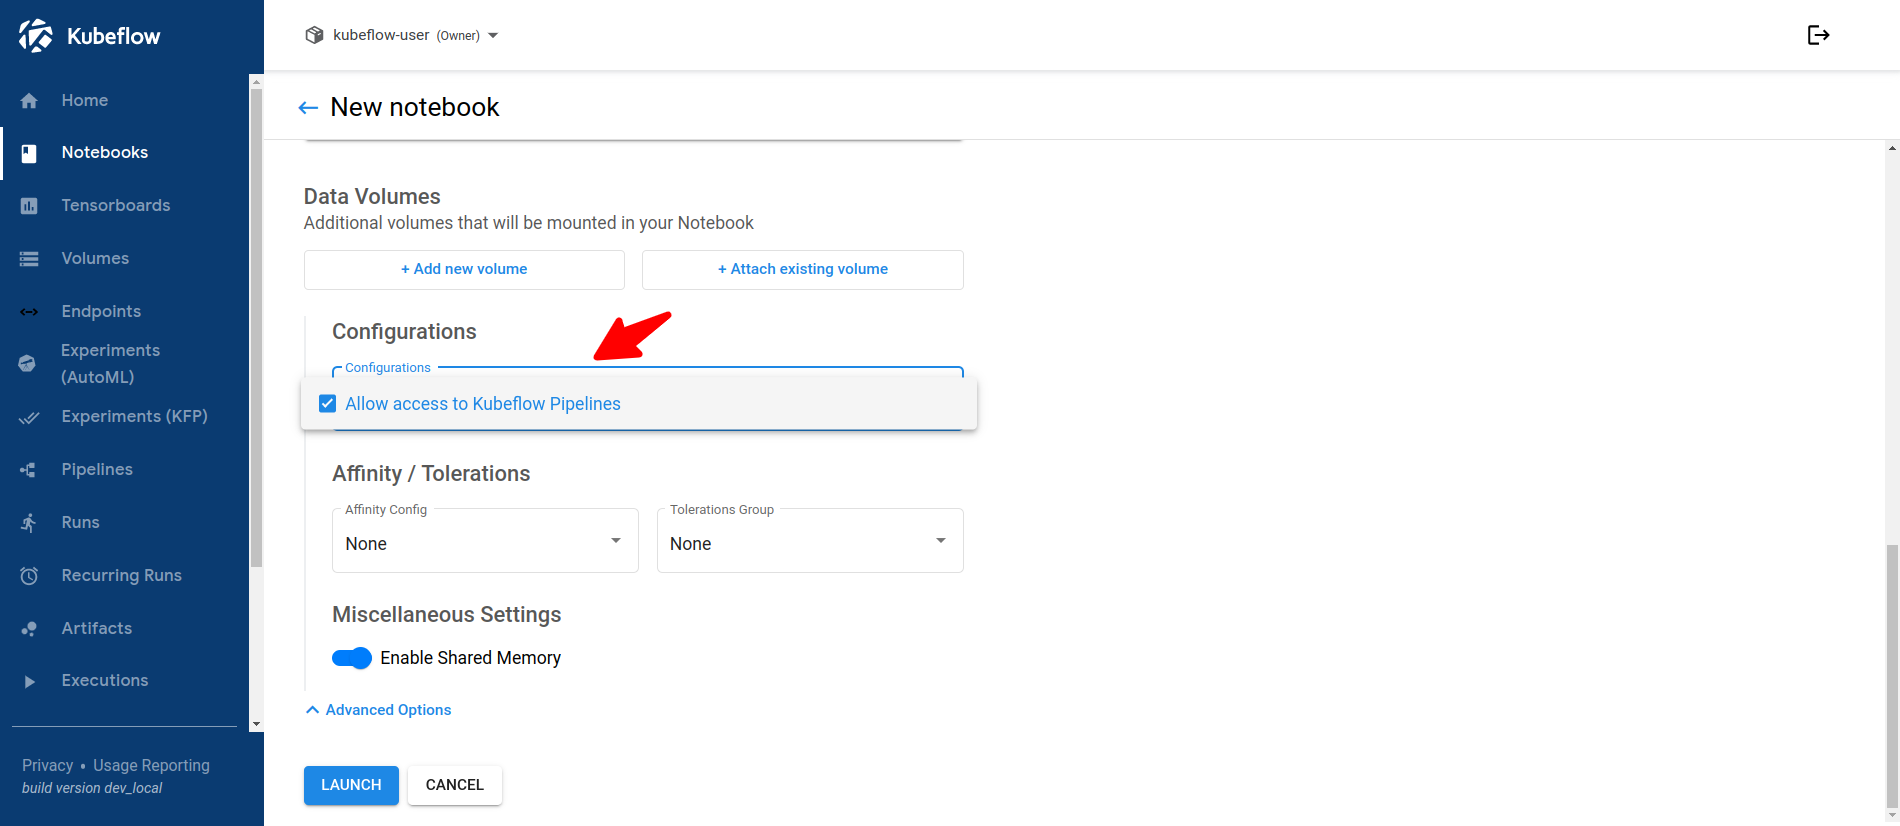 Kubeflow
kubeflow-user (Owner)
Home
Notebooks
Tensorboards
Volumes
Endpoints
Experiments
(AutoML)
Experiments (KFP)
Pipelines
Runs
Recurring Runs
Artifacts
Executions
Privacy • Usage Reporting
build version dev_local
New notebook
Data Volumes
Additional volumes that will be mounted in your Notebook
+ Add new volume
+ Attach existing volume
Configurations
Configurations
Allow access to Kubeflow Pipelines
Affinity / Tolerations
Affinity Config
None
Tolerations Group
None
Miscellaneous Settings
Enable Shared Memory
Advanced Options
LAUNCH
CANCEL